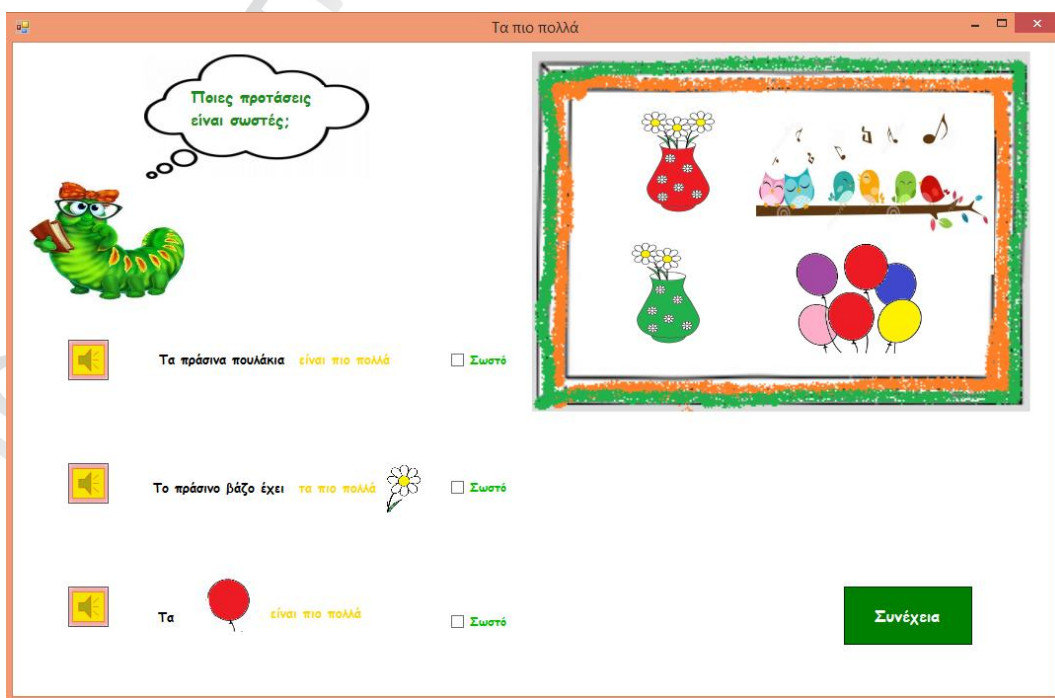 Τα πιο πολλά
Ποιες προτάσεις
είναι σωστές;
Τα πράσινα πουλάκια είναι πιο πολλά Σωστό
Το πράσινο βάζο έχει τα πιο πολλά Σωστό
Τα είναι πιο πολλά Σωστό
Συνέχεια